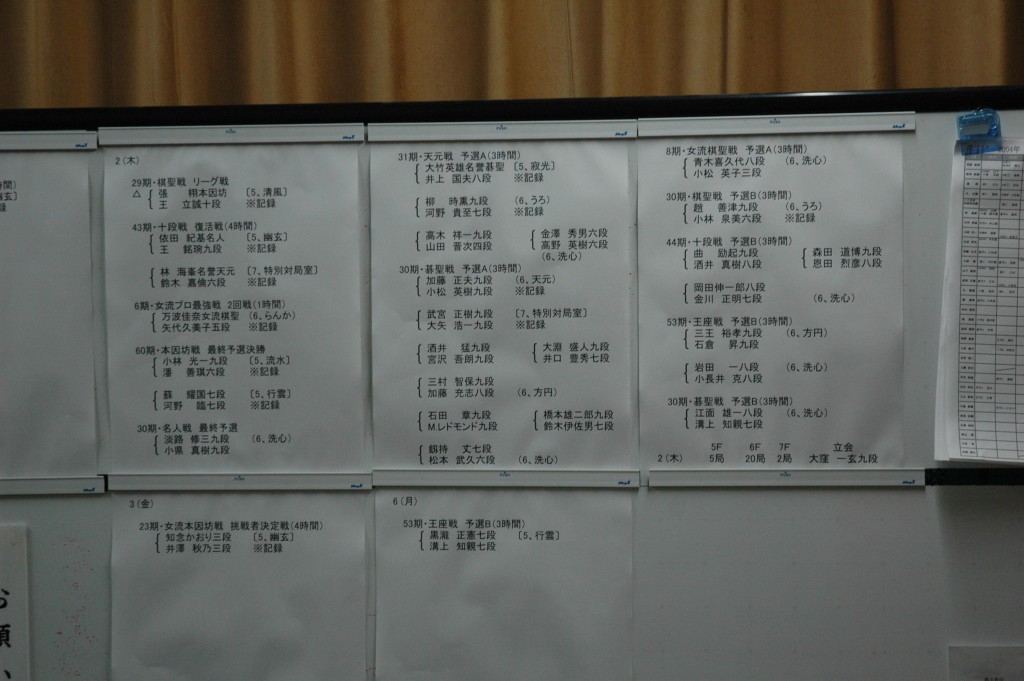 2(木)
29期・棋聖戦 リーグ戦
△ 張 栩本因坊 [5、清風]
王 立誠十段 ※記録
43期・十段戦 復活戦(4時間)
依田 紀基名人 [5、幽玄]
王 銘琬九段 ※記録
林 海峯名誉天元 [7、特別対局室]
鈴木 嘉倫六段 ※記録
6期・女流プロ最強戦 2回戦(1時間)
万波佳奈女流棋聖 (6、らんか)
矢代久美子五段 ※記録
60期・本因坊戦 最終予選決勝
小林 光一九段 [5、流水]
潘 善琪六段 ※記録
蘇 耀国七段 [5、行雲]
河野 臨七段 ※記録
30期・名人戦 最終予選
淡路 修三九段 (6、洗心)
小県 真樹九段
31期・天元戦 予選A(3時間)
大竹英雄名誉碁聖 [5、寂光]
井上 国夫八段 ※記録
柳 時熏九段 (6、うろ)
河野 貴至七段 ※記録
高木 祥一九段 金澤 秀男六段
山田 晋次四段 高野 英樹六段
(6、洗心)
30期・碁聖戦 予選A(3時間)
加藤 正夫九段 (6、天元)
小松 英樹九段 ※記録
武宮 正樹九段 [7、特別対局室]
大矢 浩一九段 ※記録
酒井 猛九段 大淵 盛人九段
宮沢 吾朗九段 井口 豊秀七段
三村 智保九段
加藤 充志八段 (6、方円)
石田 章九段 橋本雄二郎九段
M.レドモンド九段 鈴木伊佐男七段
剱持 丈七段
松本 武久六段 (6、洗心)
8期・女流棋聖戦 予選A(3時間)
青木喜久代八段 (6、洗心)
小松 英子三段
30期・棋聖戦 予選B(3時間)
趙 善津九段 (6、うろ)
小林 泉美六段 ※記録
44期・十段戦 予選B(3時間)
曲 励起九段 森田 道博九段
酒井 真樹八段 恩田 烈彦八段
岡田伸一郎八段
金川 正明七段 (6、洗心)
53期・王座戦 予選B(3時間)
三王 裕孝九段 (6、方円)
石倉 昇九段
岩田 一八段 (6、洗心)
小長井 克八段
30期・碁聖戦 予選B(3時間)
江面 雄一八段 (6、洗心)
溝上 知親七段
5F 6F 7F 立会
2(木) 5局 20局 2局 大窪 一玄九段
3(金)
23期・女流本因坊戦 挑戦者決定戦(4時間)
知念かおり三段 [5、幽玄]
井澤 秋乃三段 ※記録
6(月)
53期・王座戦 予選B(3時間)
黒瀧 正憲七段 [5、行雲]
溝上 知親七段
2004年
お願い